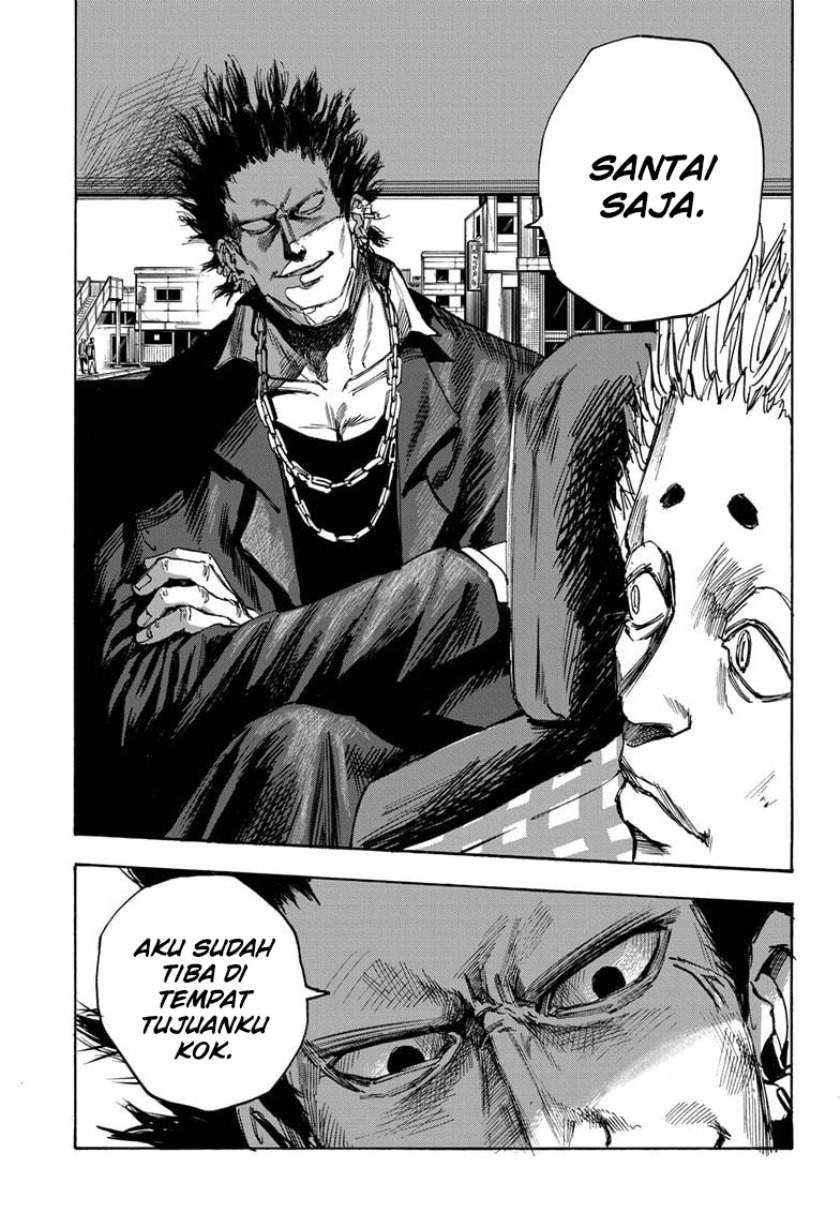 SANTAI
SAJA.
AKU SUDAH
TIBA DI
TEMPAT
TUJUANKU
KOK.